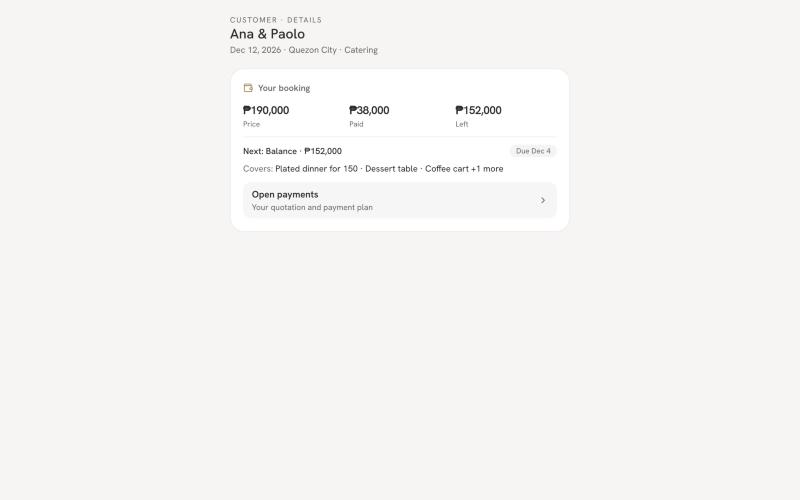 CUSTOMER · DETAILS
Ana & Paolo
Dec 12, 2026 · Quezon City · Catering
Your booking
₱190,000 ₱38,000 ₱152,000
Price Paid Left
Next: Balance · ₱152,000 Due Dec 4
Covers: Plated dinner for 150 · Dessert table · Coffee cart +1 more
Open payments
Your quotation and payment plan